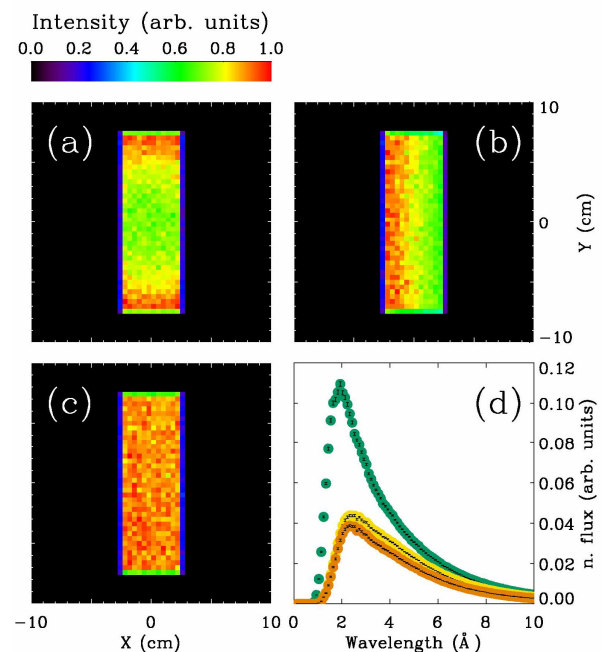 Intensity (arb. units)
0.0 0.2 0.4 0.6 0.8 1.0
(a)
(b)
10
0
-10
Y (cm)
(c)
(d)
0.12
0.10
0.08
0.06
0.04
0.02
0.00
n. flux (arb. units)
-10 0 10
X (cm)
0 2 4 6 8 10
Wavelength (Å)